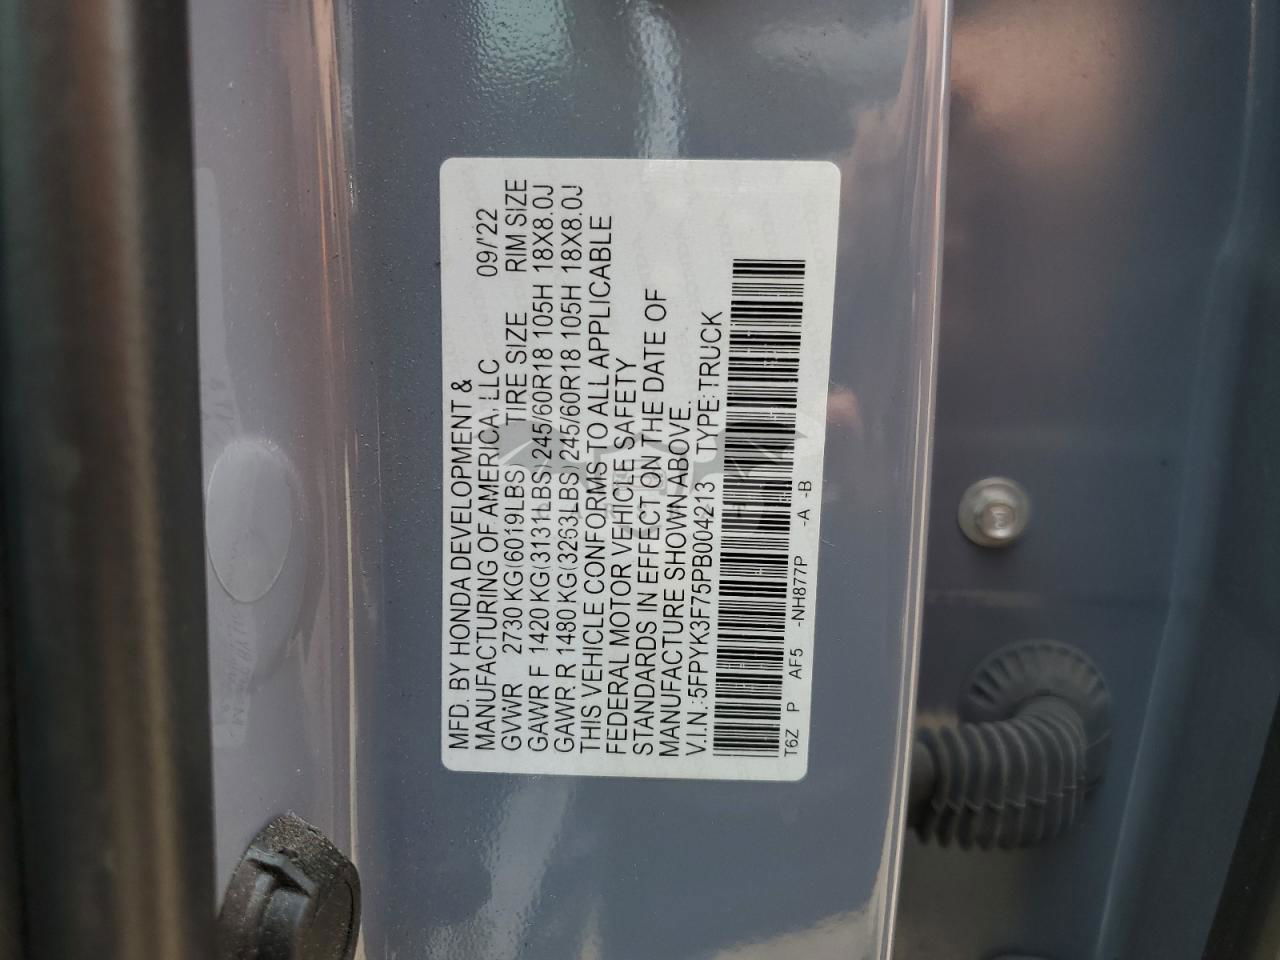 MFD. BY HONDA DEVELOPMENT &
MANUFACTURING OF AMERICA, LLC 09/'22
GVWR 2730 KG(6019LBS) TIRE SIZE RIM SIZE
GAWR F 1420 KG(3131LBS) 245/60R18 105H 18X8.0J
GAWR R 1480 KG(3263LBS) 245/60R18 105H 18X8.0J
THIS VEHICLE CONFORMS TO ALL APPLICABLE
FEDERAL MOTOR VEHICLE SAFETY
STANDARDS IN EFFECT ON THE DATE OF
MANUFACTURE SHOWN ABOVE.
V.I.N.:5FPYK3F75PB004213 TYPE:TRUCK
T6Z P AF5 -NH877P -A -B